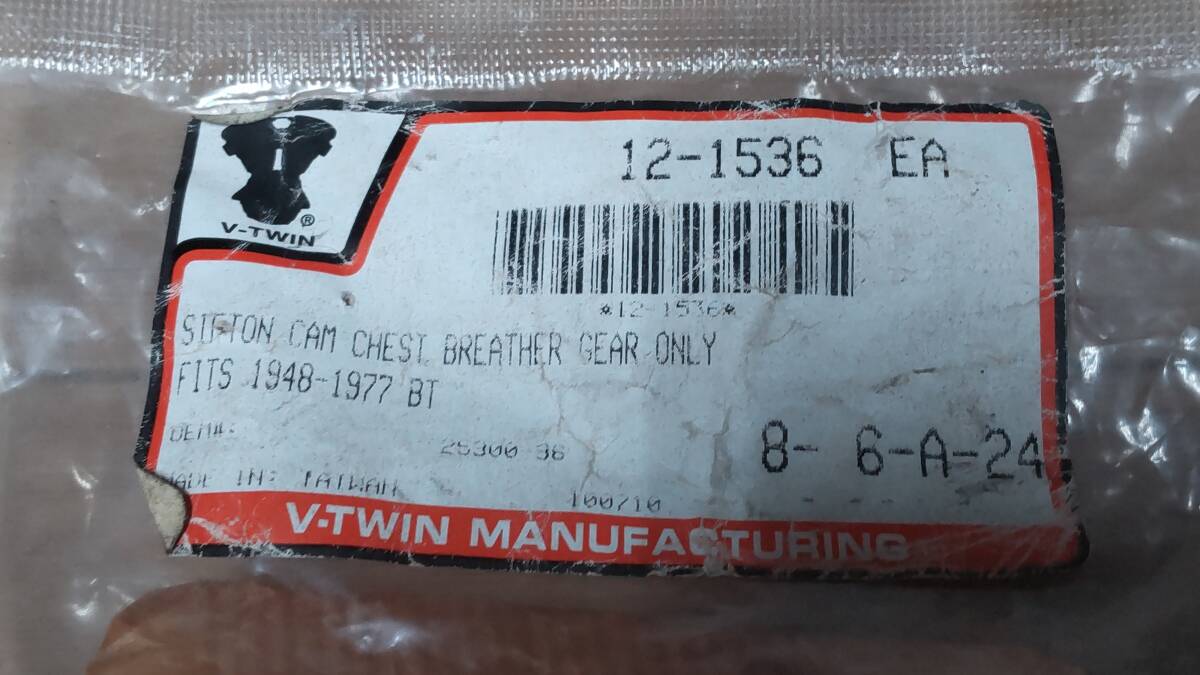 12-1536 EA
®
V-TWIN
*12-1536*
SIFTON CAM CHEST BREATHER GEAR ONLY
FITS 1948-1977 BT
OEM#: 25300 36
8- 6-A-24
MADE IN: TAIWAN
100710
V-TWIN MANUFACTURING